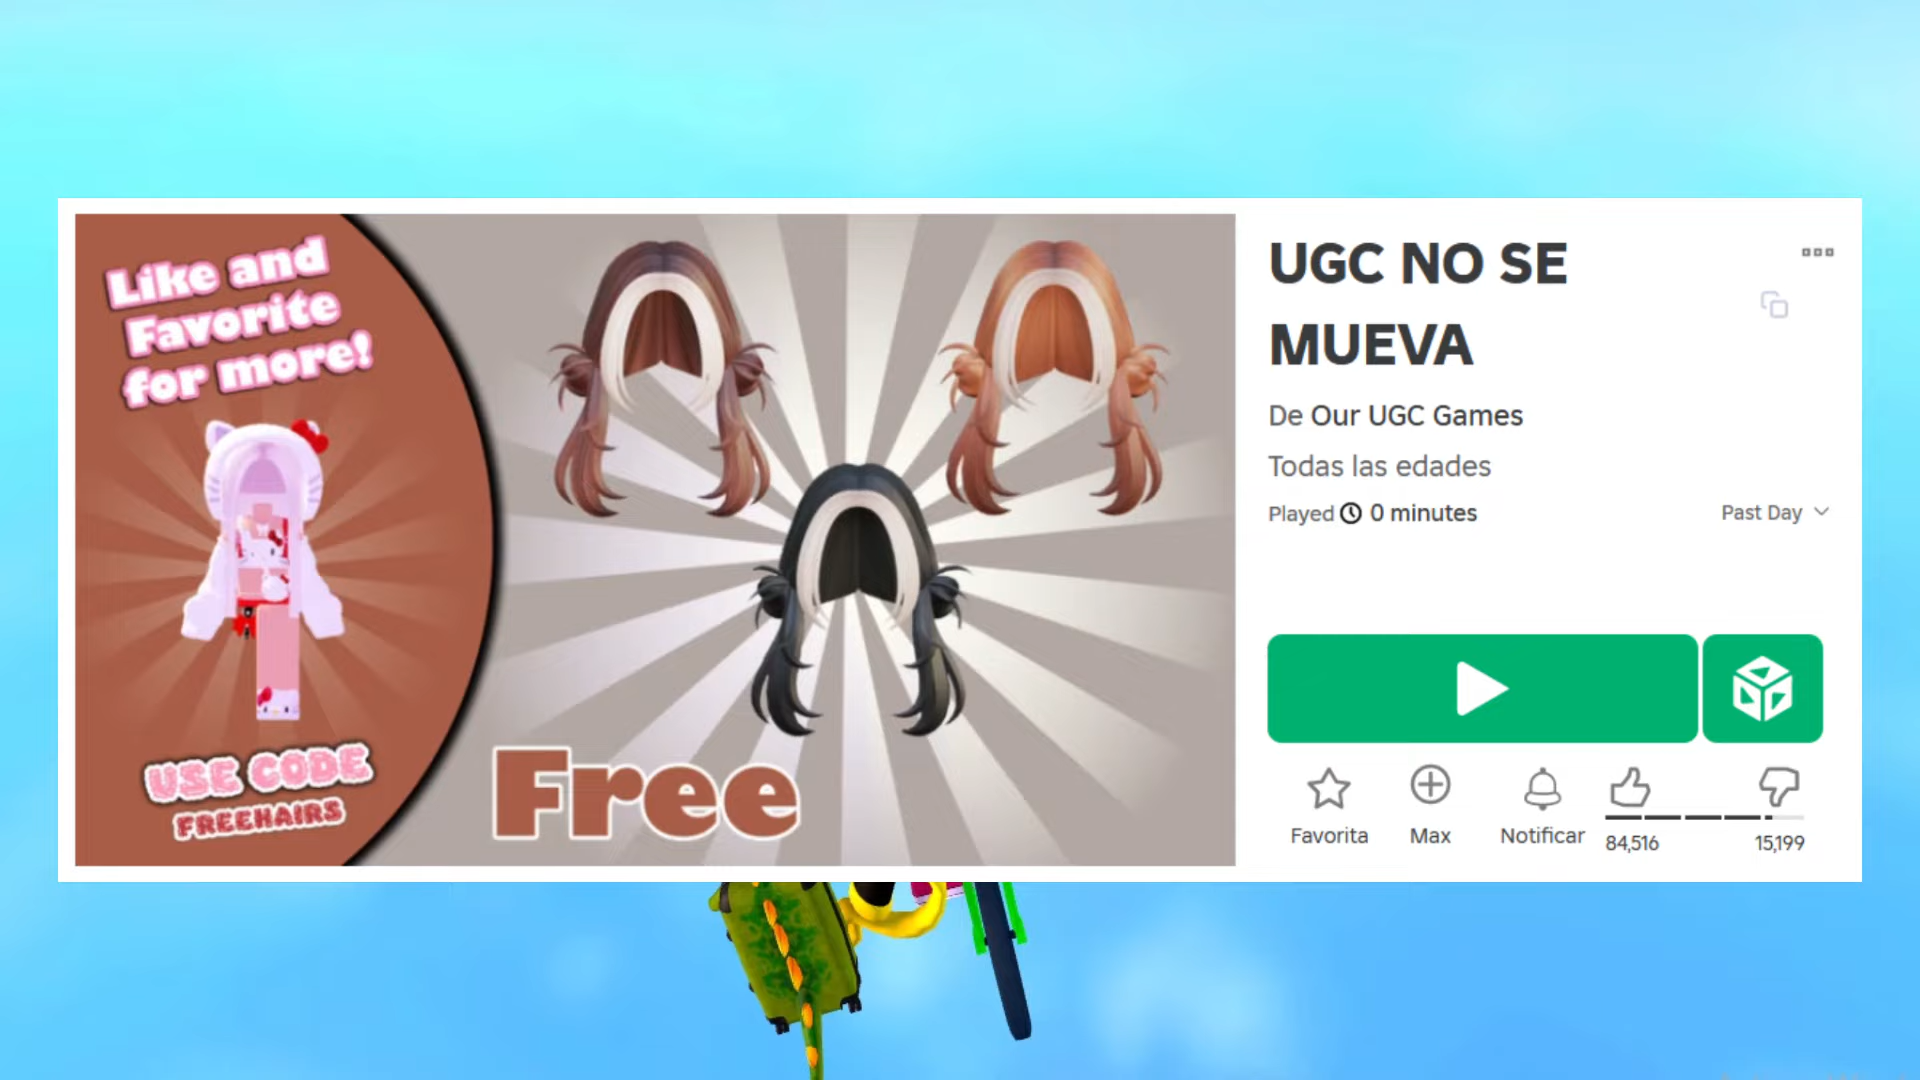 Like and
Favorite
for more!
USE CODE
FREEHAIRS
Free
UGC NO SE
MUEVA
De Our UGC Games
Todas las edades
Played 0 minutes
Past Day
Favorita
Max
Notificar
84,516
15,199